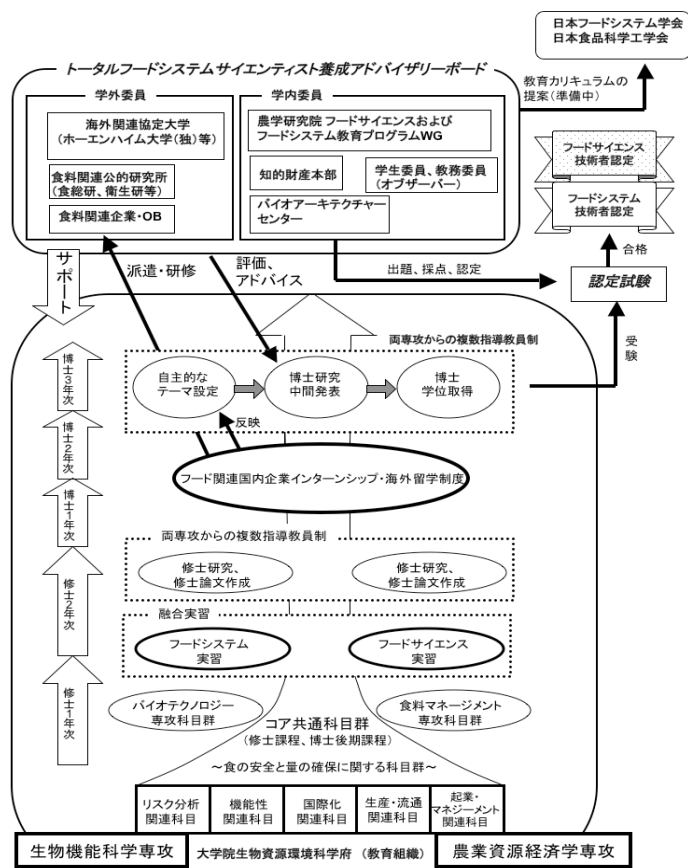 日本フードシステム学会
日本食品科学工学会
トータルフードシステムサイエンティスト養成アドバイザリーボード
教育カリキュラムの
提案(準備中)
学外委員
海外関連協定大学
(ホーエンハイム大学(独)等)
食料関連公的研究所
(食総研、衛生研等)
食料関連企業・OB
学内委員
農学研究院 フードサイエンスおよび
フードシステム教育プログラムWG
知的財産本部
学生委員、教務委員
(オブザーバー)
バイオアーキテクチャー
センター
フードサイエンス
技術者認定
フードシステム
技術者認定
合格
サポート
派遣・研修
評価、
アドバイス
出題、採点、認定
認定試験
受験
両専攻からの複数指導教員制
博士3年次
自主的な
テーマ設定
博士研究
中間発表
博士
学位取得
反映
博士2年次
フード関連国内企業インターンシップ・海外留学制度
博士1年次
両専攻からの複数指導教員制
修士研究、
修士論文作成
修士研究、
修士論文作成
修士2年次
融合実習
フードシステム
実習
フードサイエンス
実習
修士1年次
バイオテクノロジー
専攻科目群
食料マネージメント
専攻科目群
コア共通科目群
(修士課程、博士後期課程)
~食の安全と量の確保に関する科目群~
リスク分析
関連科目
機能性
関連科目
国際化
関連科目
生産・流通
関連科目
起業・
マネジーメント
関連科目
生物機能科学専攻
大学院生物資源環境科学府 (教育組織)
農業資源経済学専攻